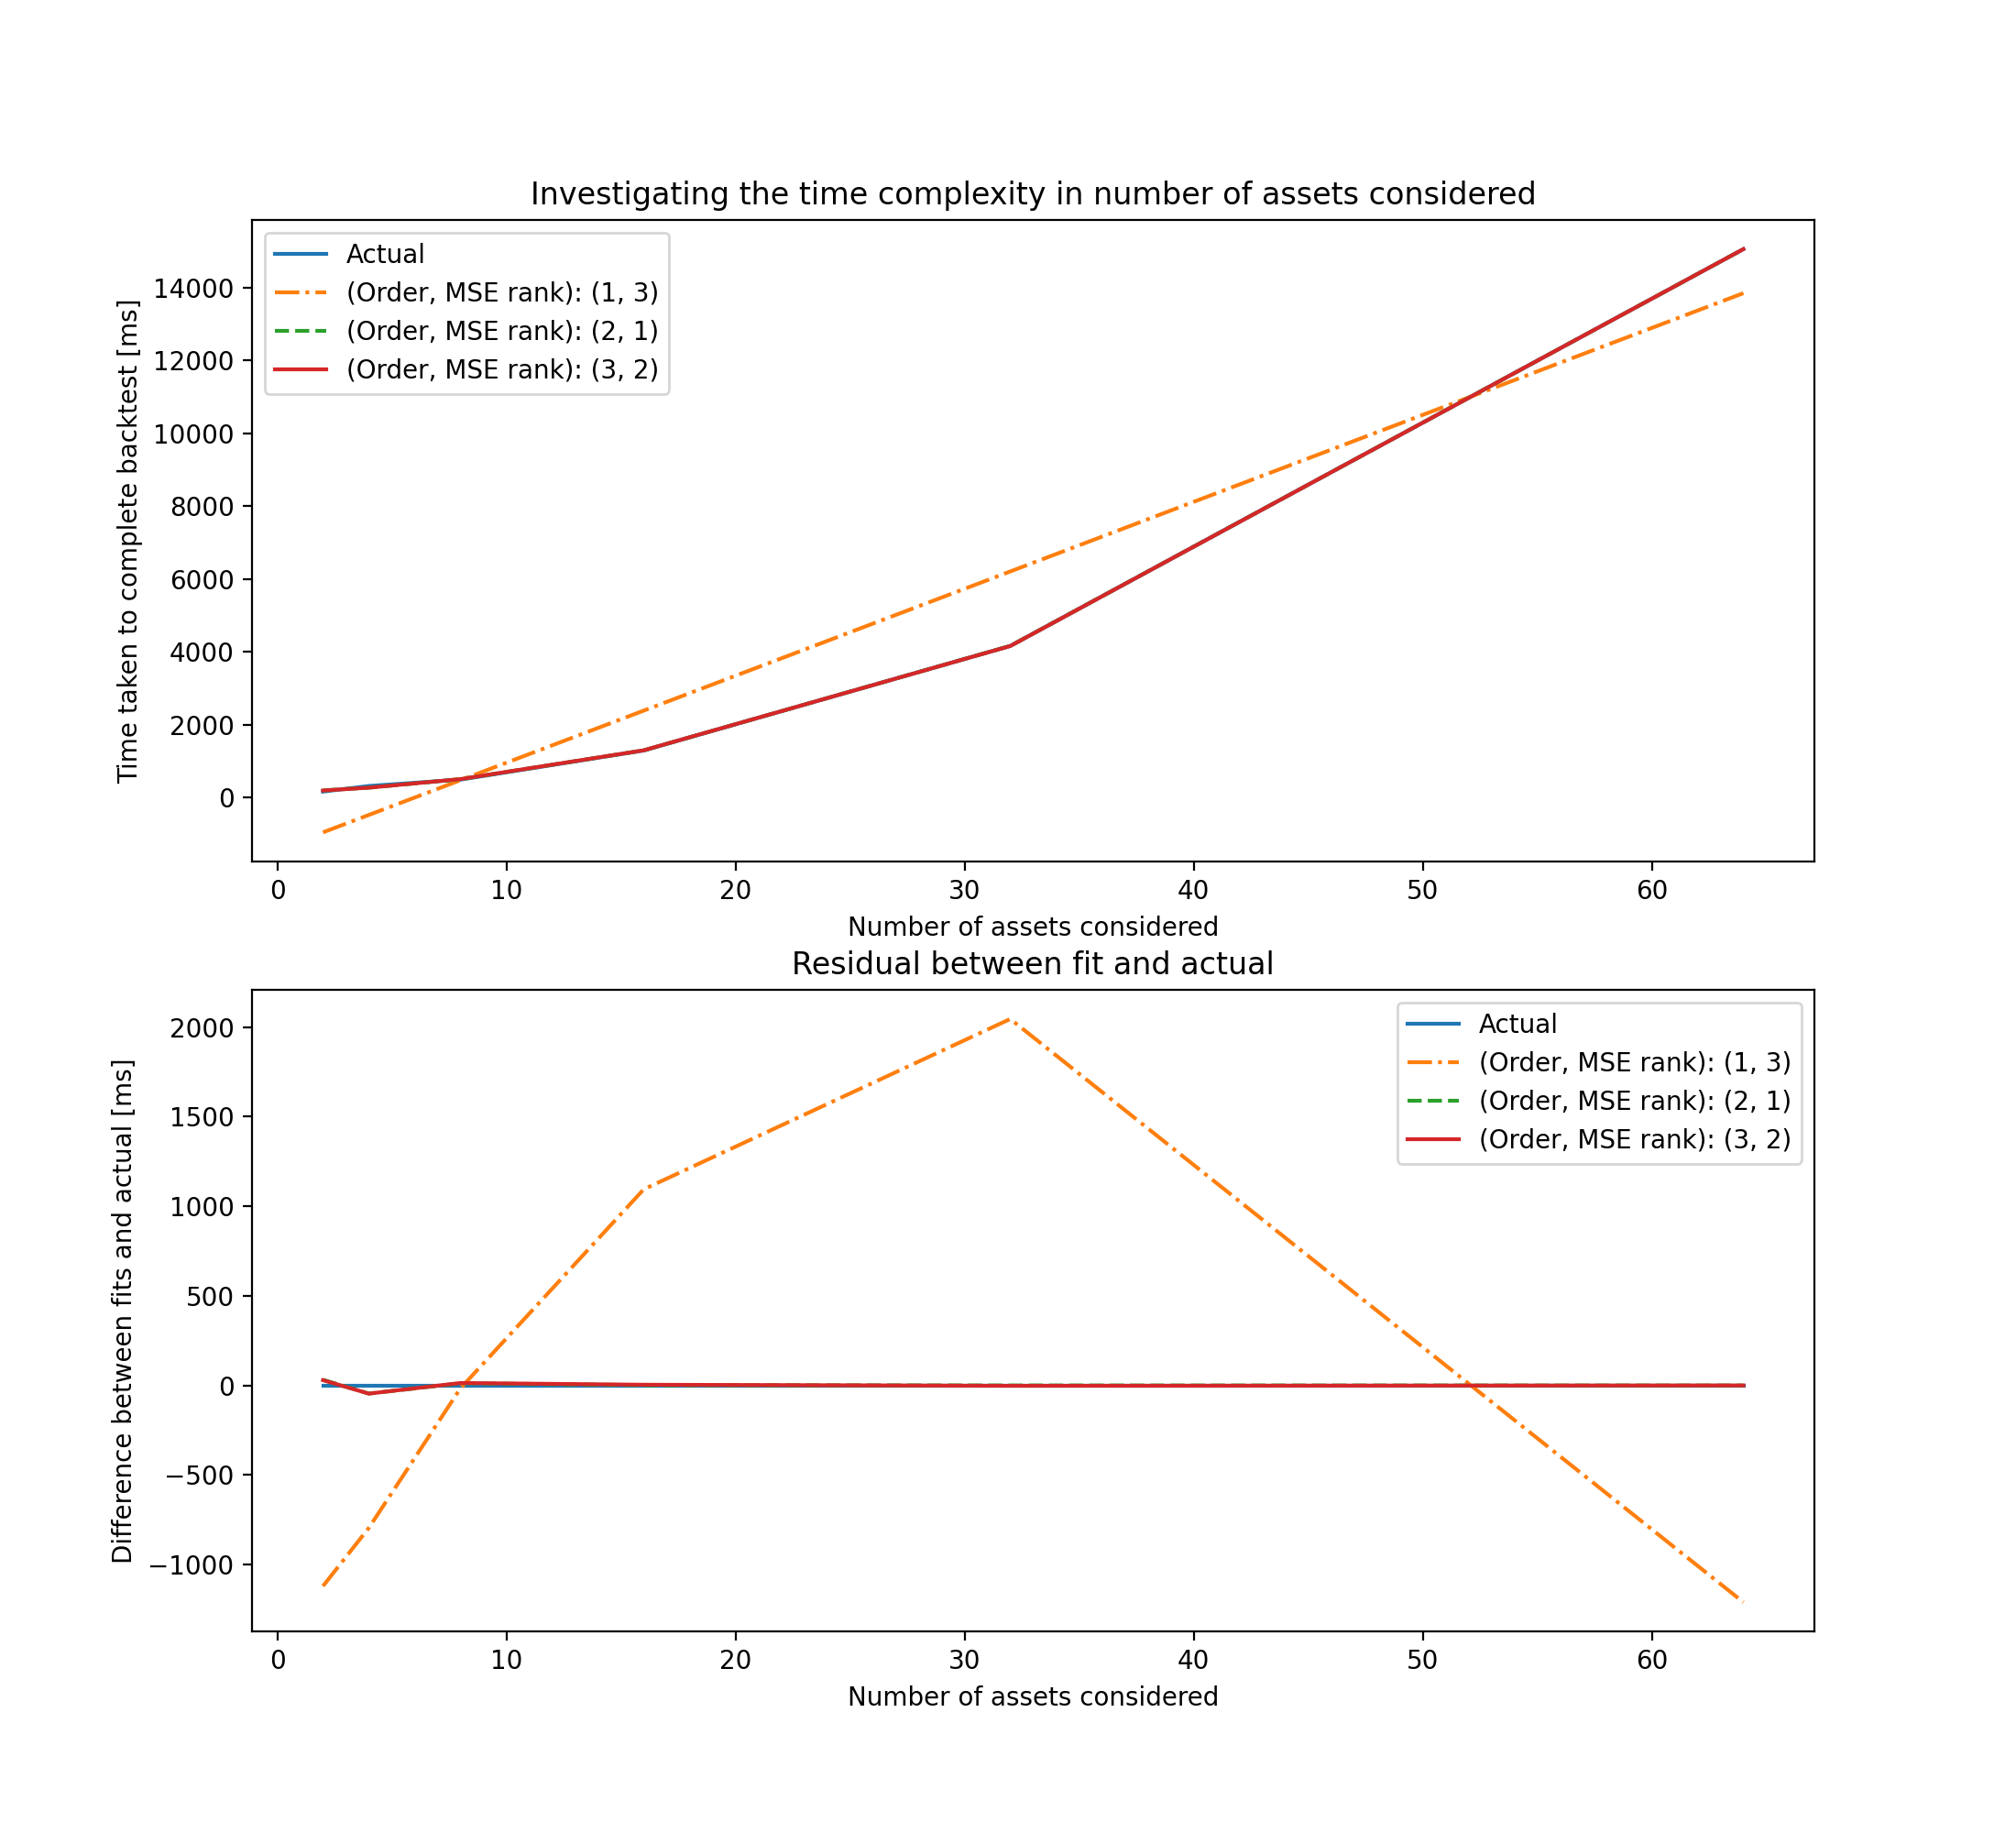 Investigating the time complexity in number of assets considered
Actual
(Order, MSE rank): (1, 3)
(Order, MSE rank): (2, 1)
(Order, MSE rank): (3, 2)
Time taken to complete backtest [ms]
14000
12000
10000
8000
6000
4000
2000
0
0 10 20 30 40 50 60
Number of assets considered
Residual between fit and actual
Actual
(Order, MSE rank): (1, 3)
(Order, MSE rank): (2, 1)
(Order, MSE rank): (3, 2)
Difference between fits and actual [ms]
2000
1500
1000
500
0
−500
−1000
0 10 20 30 40 50 60
Number of assets considered